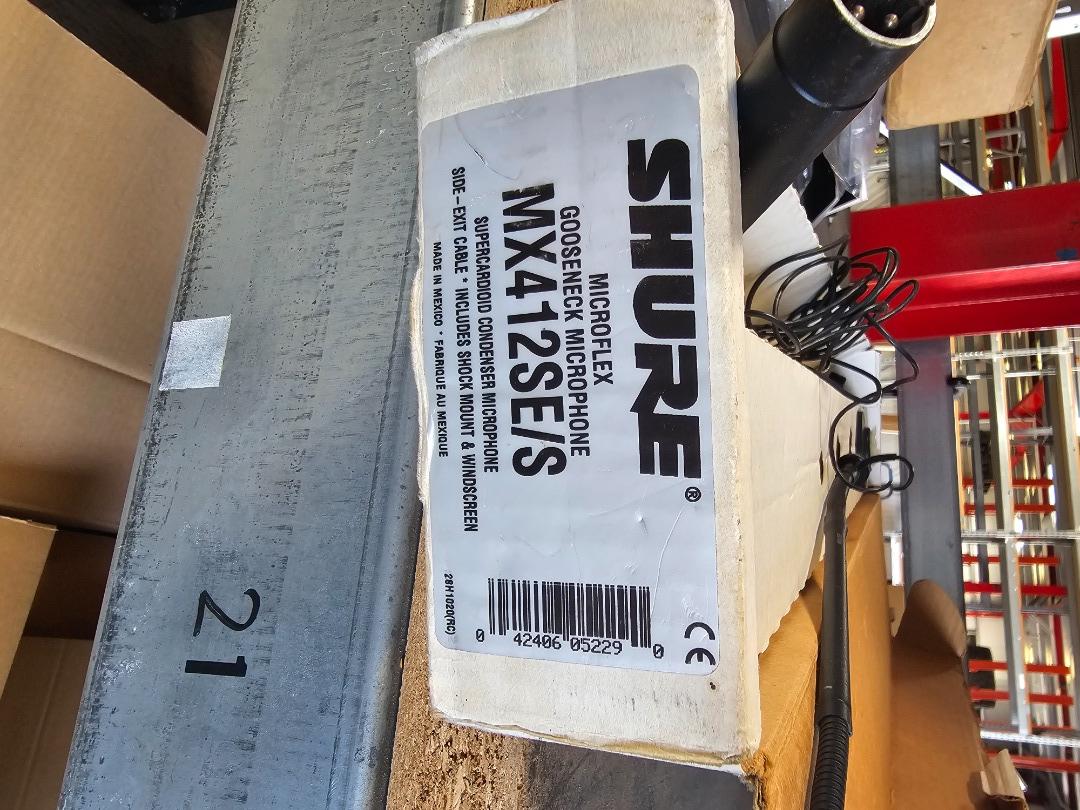 SHURE®
MICROFLEX
GOOSENECK MICROPHONE
MX412SE/S
SUPERCARDIOID CONDENSER MICROPHONE
SIDE-EXIT CABLE * INCLUDES SHOCK MOUNT & WINDSCREEN
MADE IN MEXICO * FABRIQUE AU MEXIQUE
CE
0 42406 05229 0
28H1020(RC)
21